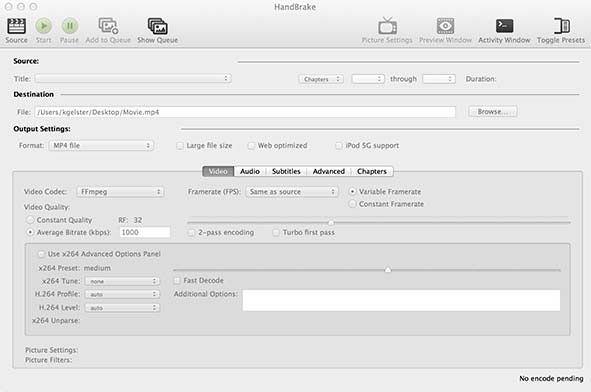 HandBrake
Source Start Pause Add to Queue Show Queue Picture Settings Preview Window Activity Window Toggle Presets
Source:
Title: Chapters through Duration:
Destination
File: /Users/kgelster/Desktop/Movie.mp4 Browse...
Output Settings:
Format: MP4 file Large file size Web optimized iPod 5G support
Video Audio Subtitles Advanced Chapters
Video Codec: FFmpeg Framerate (FPS): Same as source Variable Framerate
Constant Framerate
Video Quality:
Constant Quality RF: 32
Average Bitrate (kbps): 1000 2-pass encoding Turbo first pass
Use x264 Advanced Options Panel
x264 Preset: medium
x264 Tune: none Fast Decode
H.264 Profile: auto Additional Options:
H.264 Level: auto
x264 Unparse:
Picture Settings:
Picture Filters:
No encode pending